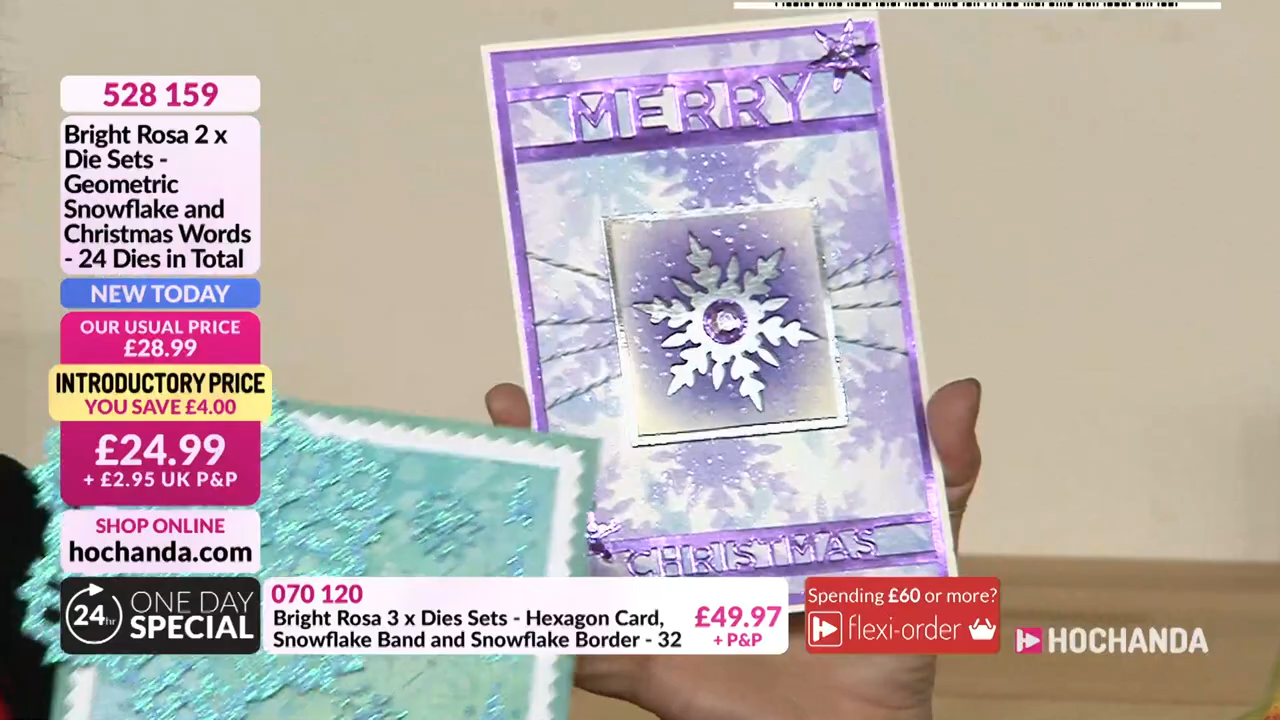 528 159
Bright Rosa 2 x
Die Sets -
Geometric
Snowflake and
Christmas Words
- 24 Dies in Total
NEW TODAY
OUR USUAL PRICE
£28.99
INTRODUCTORY PRICE
YOU SAVE £4.00
£24.99
+ £2.95 UK P&P
SHOP ONLINE
hochanda.com
MERRY
CHRISTMAS
24hr
ONE DAY
SPECIAL
070 120
Bright Rosa 3 x Dies Sets - Hexagon Card,
Snowflake Band and Snowflake Border - 32
£49.97
+ P&P
Spending £60 or more?
flexi-order
HOCHANDA